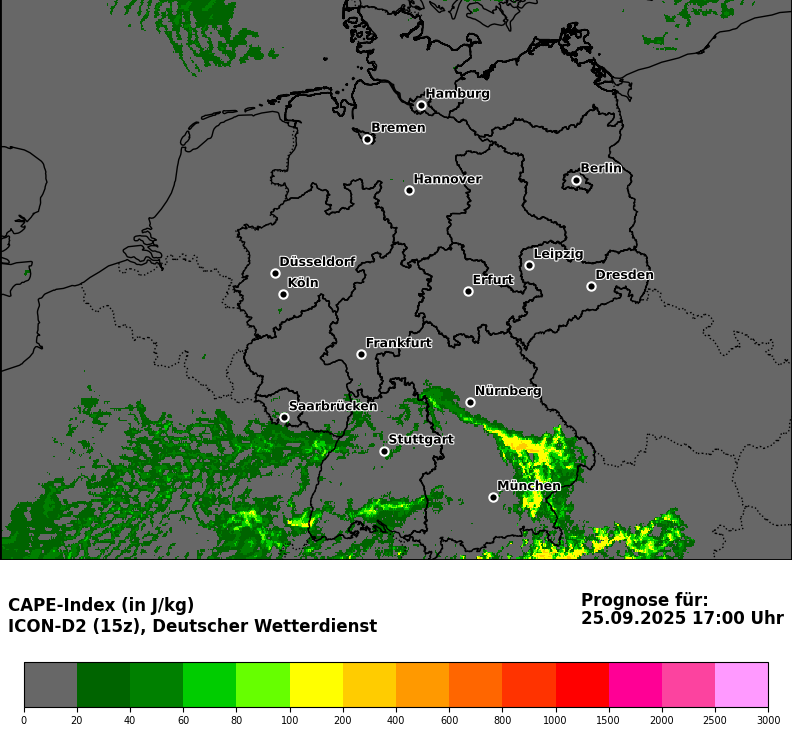 Hamburg
Bremen
Berlin
Hannover
Leipzig
Düsseldorf
Dresden
Köln
Erfurt
Frankfurt
Nürnberg
Saarbrücken
Stuttgart
München
CAPE-Index (in J/kg)
ICON-D2 (15z), Deutscher Wetterdienst
Prognose für:
25.09.2025 17:00 Uhr
0 20 40 60 80 100 200 400 600 800 1000 1500 2000 2500 3000